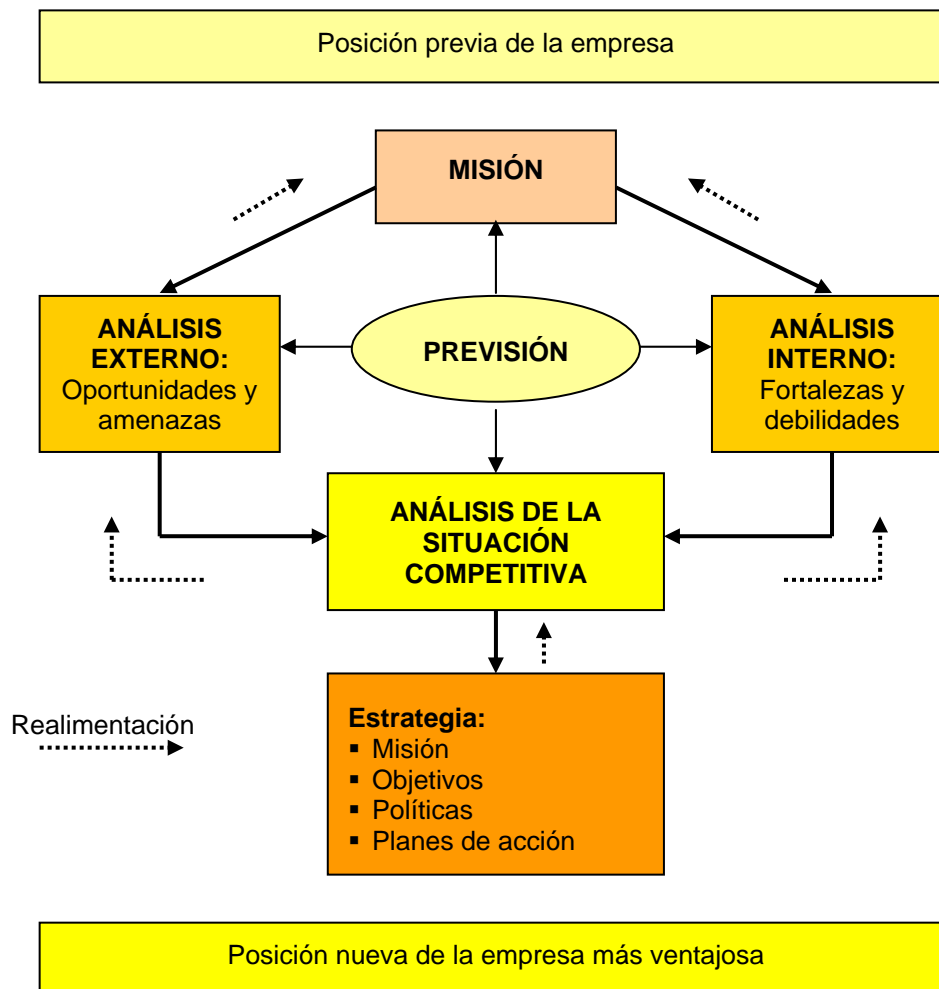 Posición previa de la empresa
MISIÓN
ANÁLISIS
EXTERNO:
Oportunidades y
amenazas
PREVISIÓN
ANÁLISIS
INTERNO:
Fortalezas y
debilidades
ANÁLISIS DE LA
SITUACIÓN
COMPETITIVA
Realimentación
Estrategia:
▪ Misión
▪ Objetivos
▪ Políticas
▪ Planes de acción
Posición nueva de la empresa más ventajosa